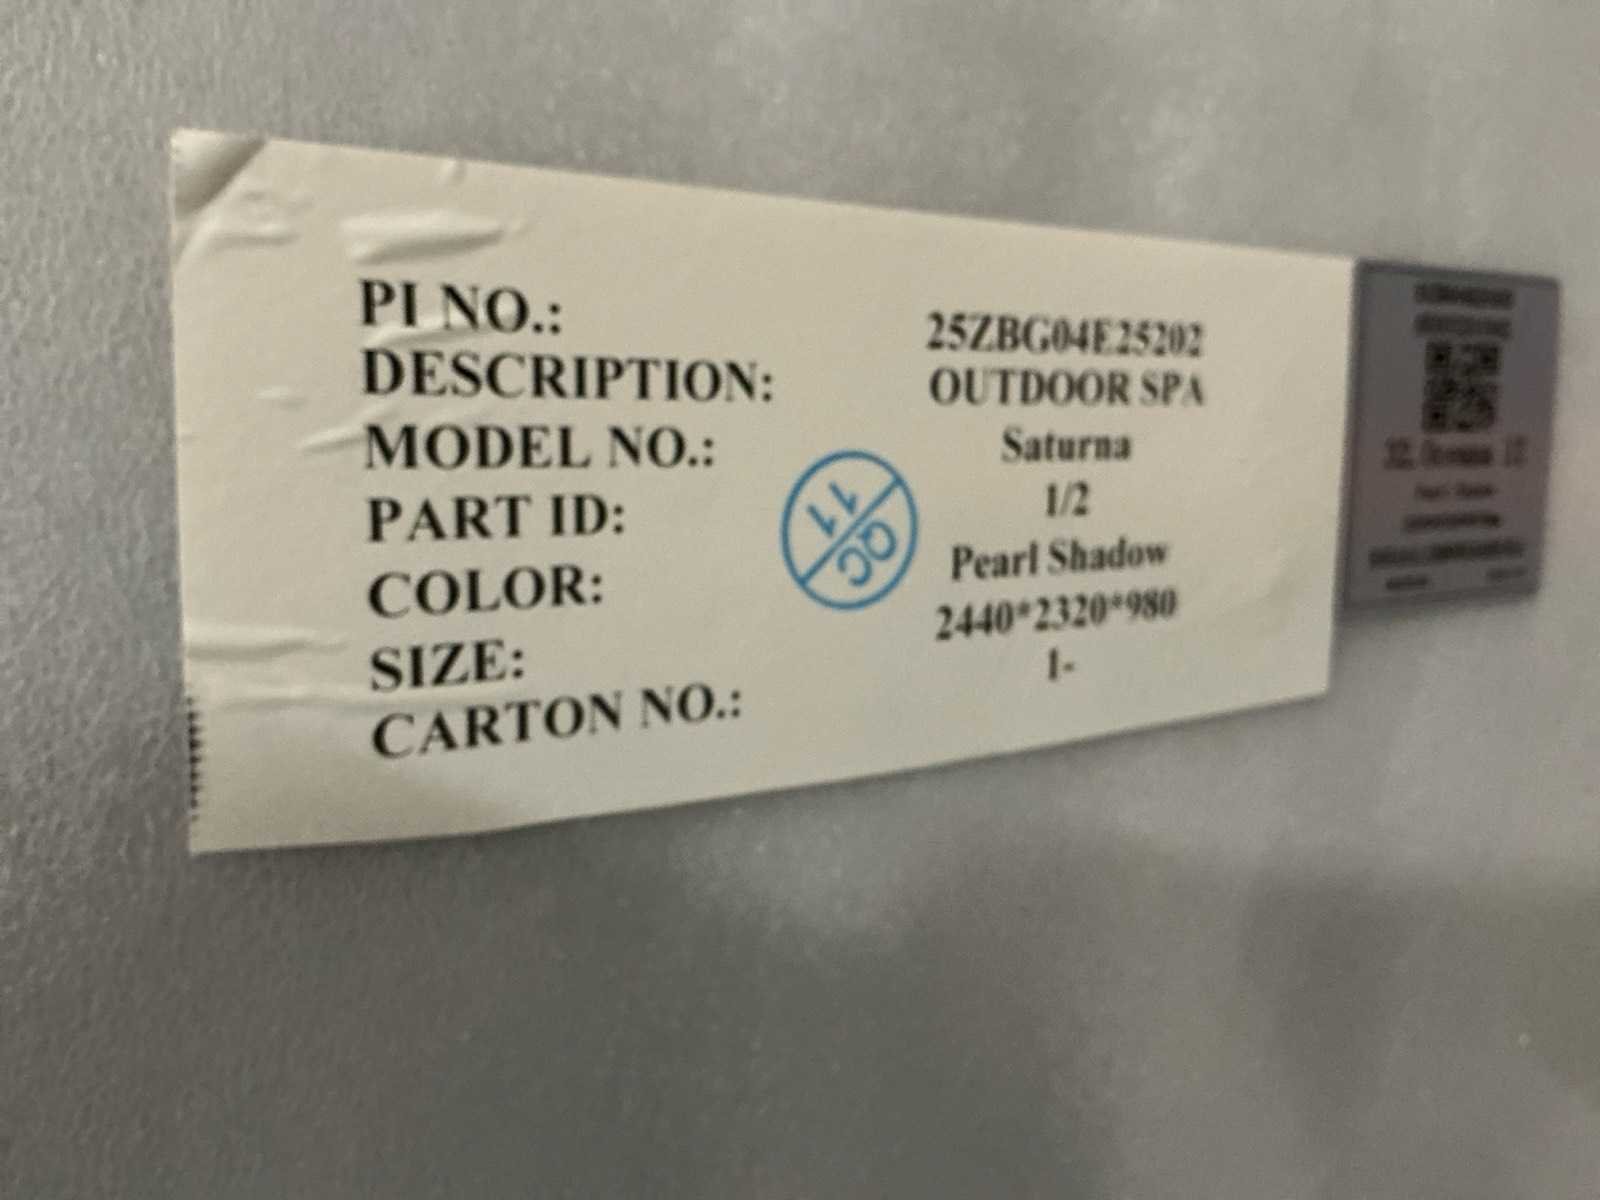 PI NO.: 25ZBG04E25202
DESCRIPTION: OUTDOOR SPA
MODEL NO.: Saturna
PART ID: 1/2
COLOR: Pearl Shadow
SIZE: 2440*2320*980
CARTON NO.: 1-
QC 11